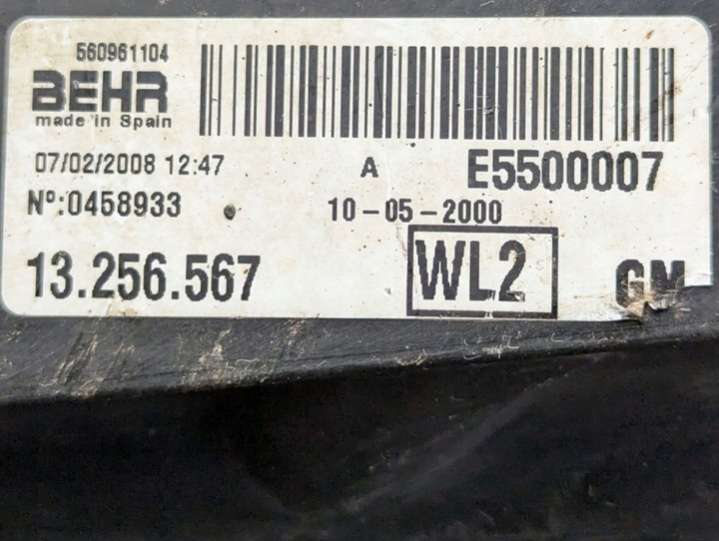 560961104
BEHR
made in Spain
07/02/2008 12:47 A E5500007
Nº:0458933 10-05-2000
13.256.567 WL2 GM